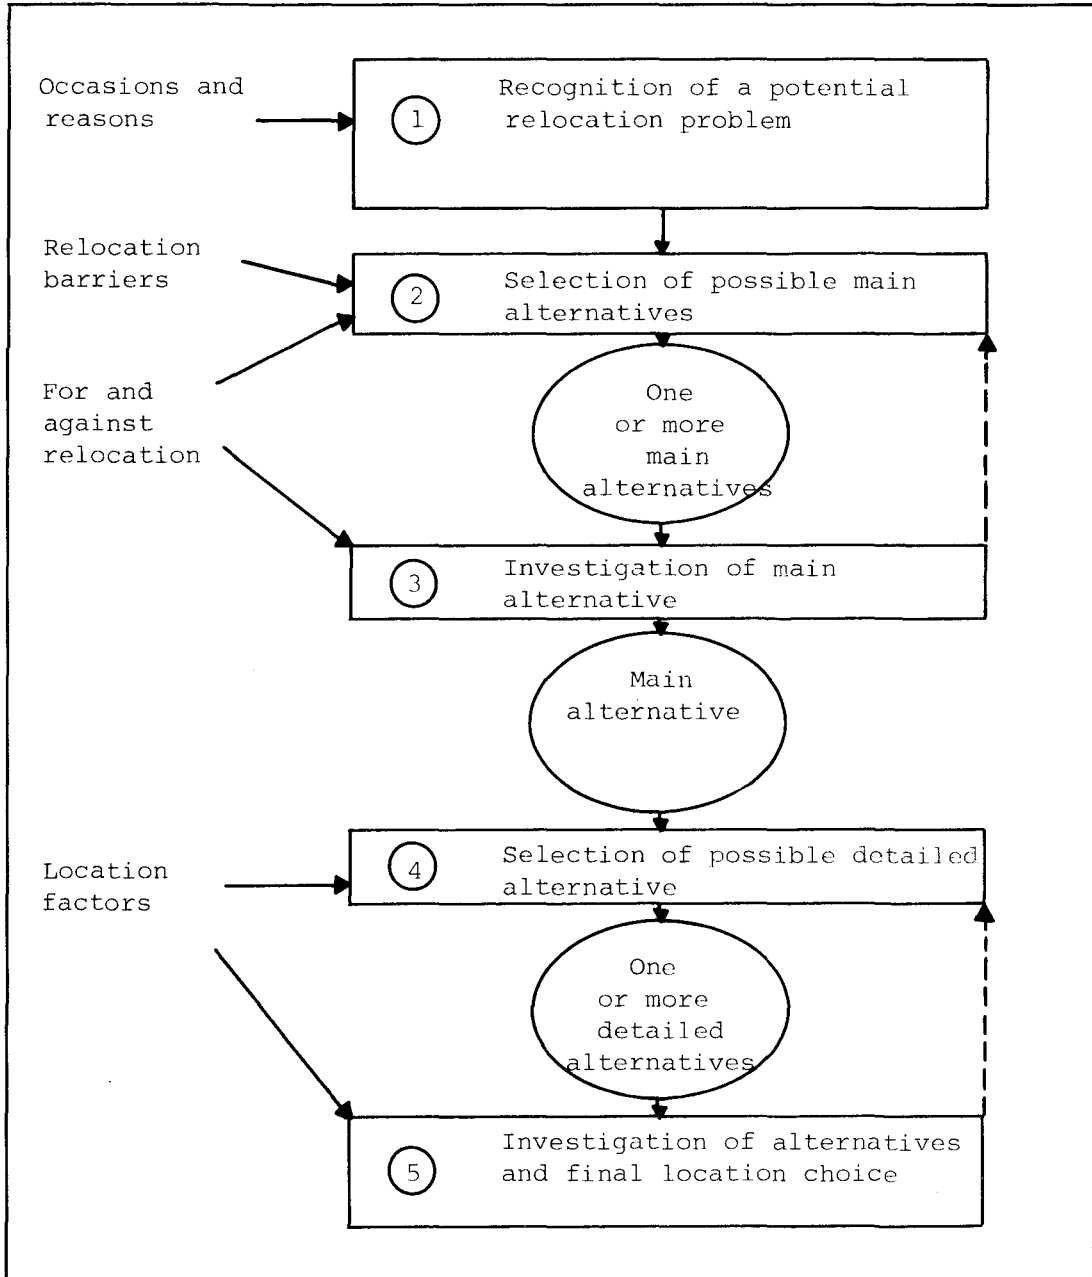 Occasions and
reasons
1
Recognition of a potential
relocation problem
Relocation
barriers
2
Selection of possible main
alternatives
For and
against
relocation
One
or more
main
alternatives
3
Investigation of main
alternative
Main
alternative
Location
factors
4
Selection of possible detailed
alternative
One
or more
detailed
alternatives
5
Investigation of alternatives
and final location choice